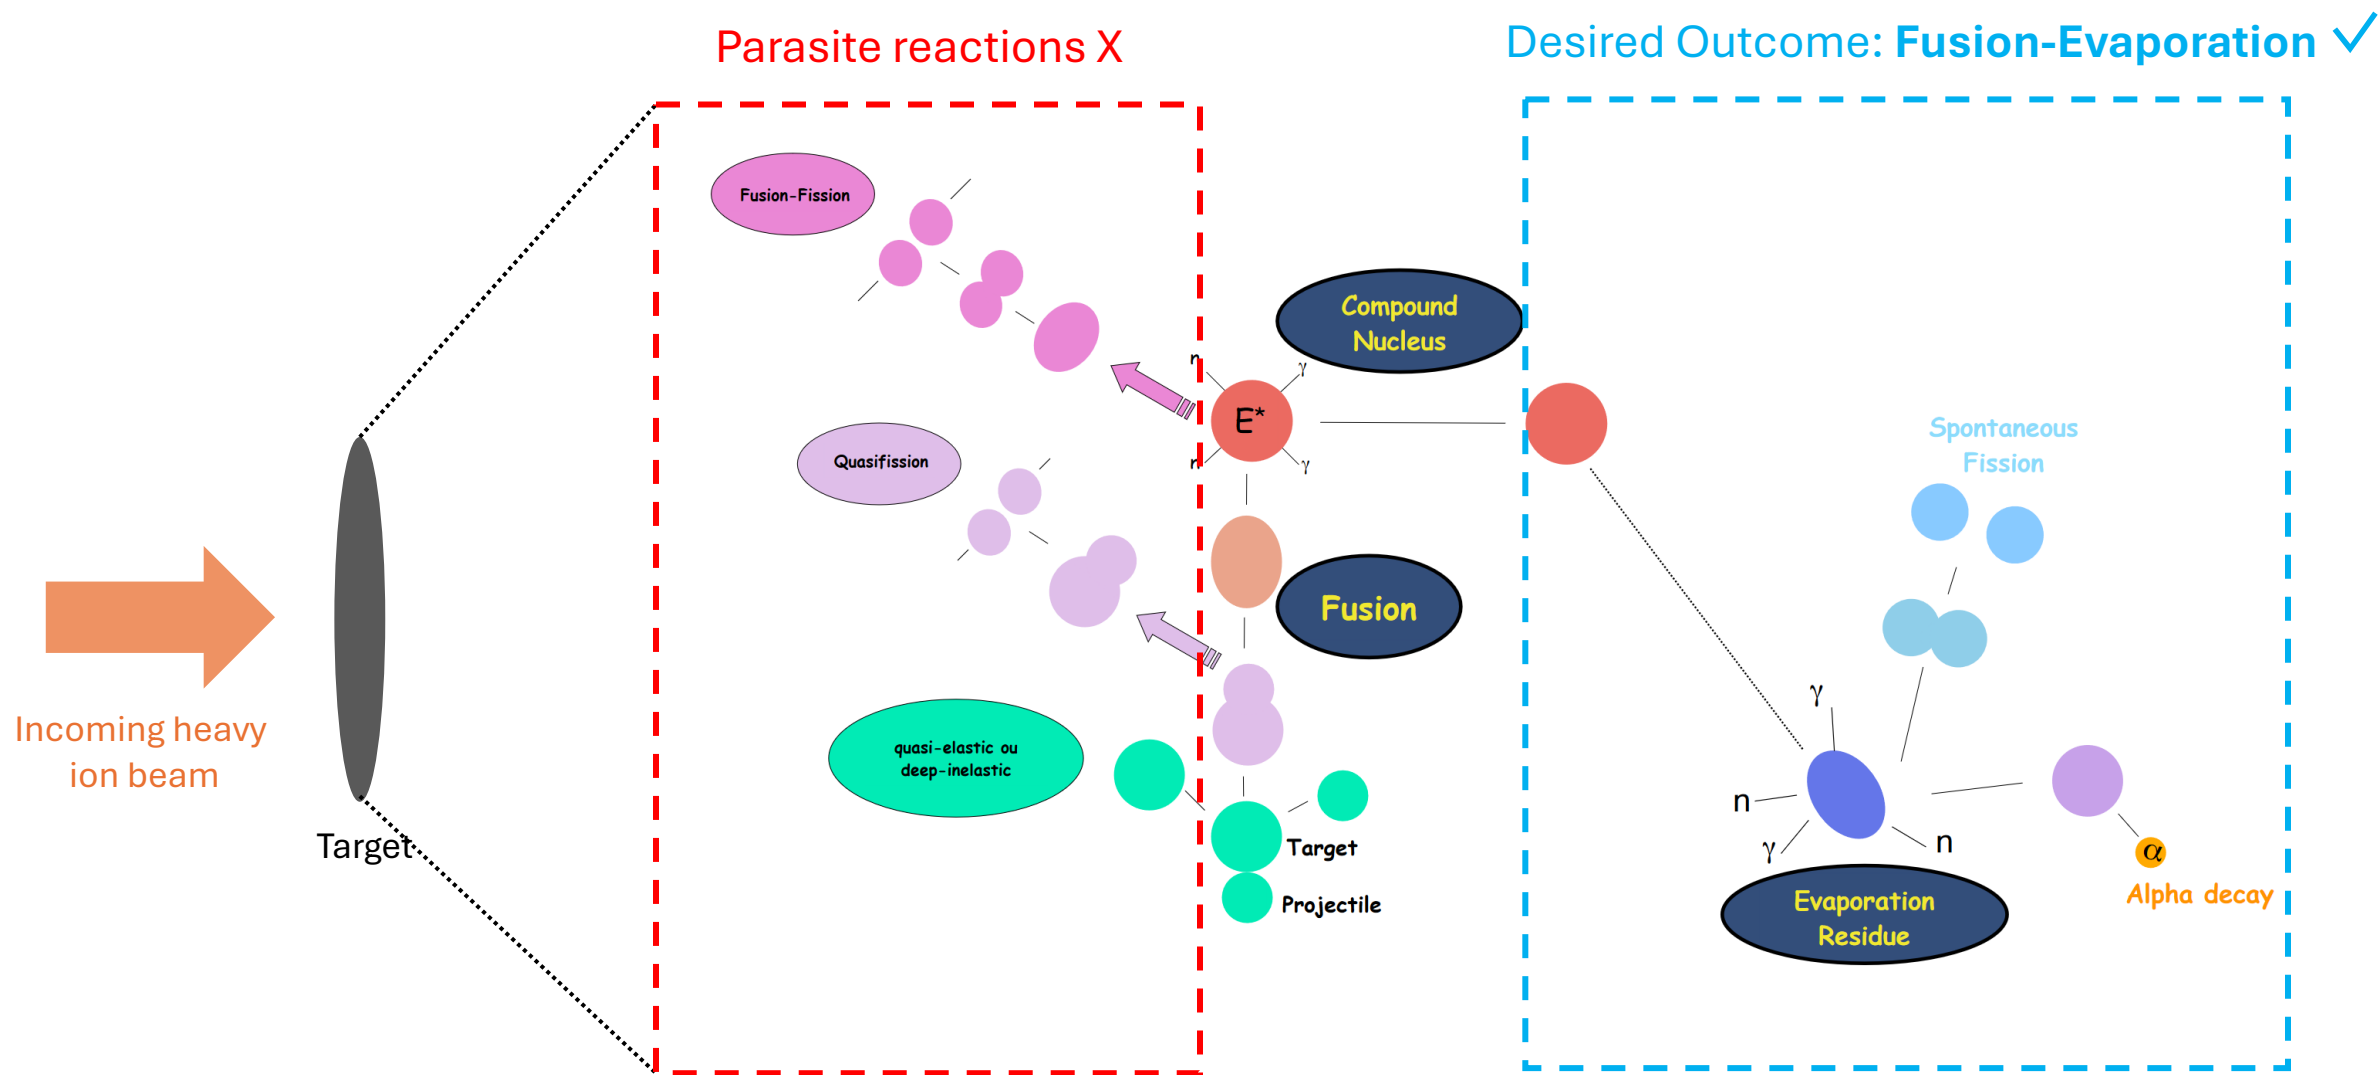 Parasite reactions X
Desired Outcome: Fusion-Evaporation ✓
Fusion-Fission
Compound
Nucleus
n
γ
E*
n
γ
Quasifission
Spontaneous
Fission
Fusion
Incoming heavy
ion beam
Target
quasi-elastic ou
deep-inelastic
Target
Projectile
γ
n
γ
n
Evaporation
Residue
α
Alpha decay